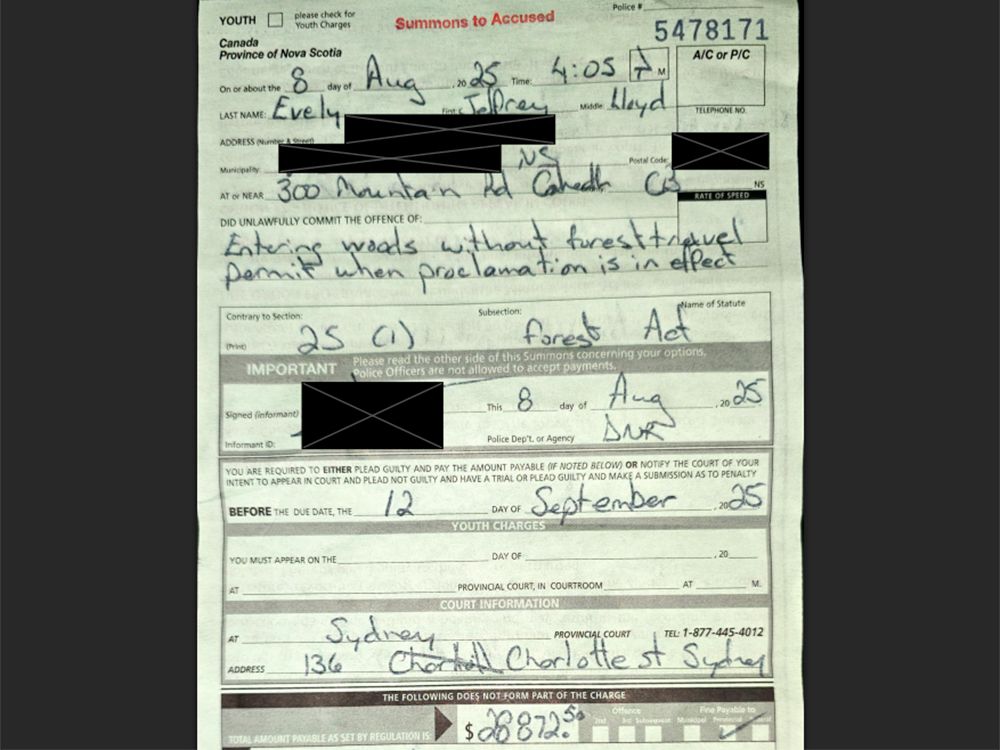 YOUTH please check for Youth Charges Summons to Accused Police #
5478171
Canada
Province of Nova Scotia A/C or P/C
On or about the 8 day of Aug , 20 25 Time: 4:05 M
LAST NAME: Evely First: Jeffrey Middle: Lloyd TELEPHONE NO.
ADDRESS (Number & Street)
Municipality NS Postal Code:
AT or NEAR 300 Mountain Rd NS
RATE OF SPEED
DID UNLAWFULLY COMMIT THE OFFENCE OF:
Entering woods without forest travel
permit when proclamation is in effect
Contrary to Section: Subsection: Name of Statute
(Print) 25 (1) Forest Act
IMPORTANT Please read the other side of this Summons concerning your options.
Police Officers are not allowed to accept payments.
Signed (informant) This 8 day of Aug , 20 25
Informant ID: Police Dep't. or Agency DNR
YOU ARE REQUIRED TO EITHER PLEAD GUILTY AND PAY THE AMOUNT PAYABLE (IF NOTED BELOW) OR NOTIFY THE COURT OF YOUR
INTENT TO APPEAR IN COURT AND PLEAD NOT GUILTY AND HAVE A TRIAL OR PLEAD GUILTY AND MAKE A SUBMISSION AS TO PENALTY
BEFORE THE DUE DATE, THE 12 DAY OF September , 20 25
YOUTH CHARGES
YOU MUST APPEAR ON THE DAY OF , 20
AT PROVINCIAL COURT, IN COURTROOM AT M.
COURT INFORMATION
AT Sydney PROVINCIAL COURT TEL: 1-877-445-4012
ADDRESS 136 Charlotte st Sydney
THE FOLLOWING DOES NOT FORM PART OF THE CHARGE
Offence Fine Payable to
2nd 3rd Subsequent Municipal Provincial Federal
TOTAL AMOUNT PAYABLE AS SET BY REGULATION IS: $28872.50